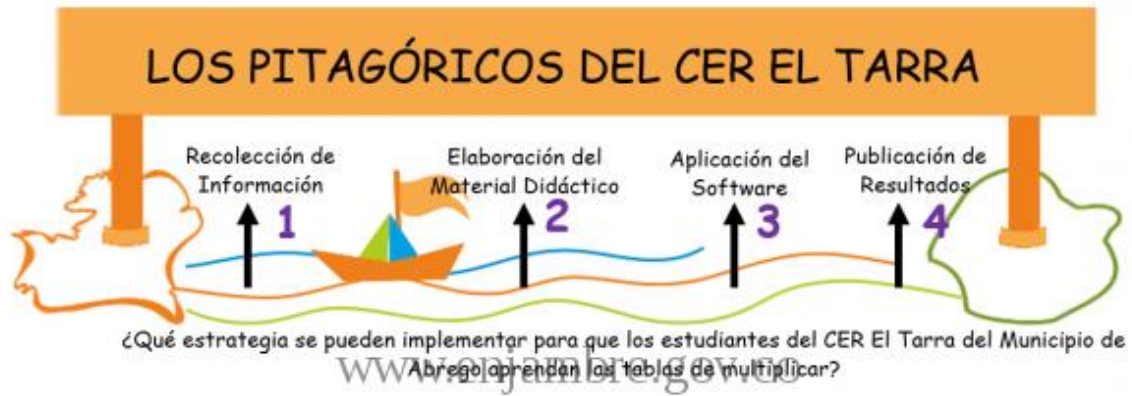 LOS PITAGÓRICOS DEL CER EL TARRA
Recolección de
Información
1
Elaboración del
Material Didáctico
2
Aplicación del
Software
3
Publicación de
Resultados
4
¿Qué estrategia se pueden implementar para que los estudiantes del CER El Tarra del Municipio de
Abrego aprendan las tablas de multiplicar?
www.enjambre.gov.co